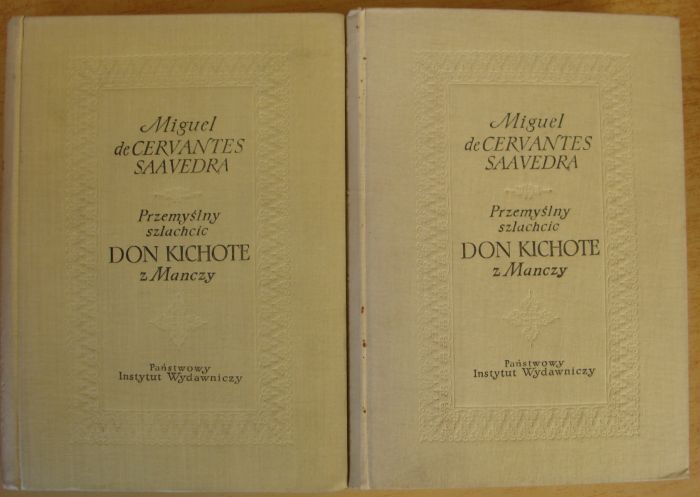 Miguel
de CERVANTES
SAAVEDRA
Przemyślny
szlachcic
DON KICHOTE
z Manczy
Państwowy
Instytut Wydawniczy
Miguel
de CERVANTES
SAAVEDRA
Przemyślny
szlachcic
DON KICHOTE
z Manczy
Państwowy
Instytut Wydawniczy